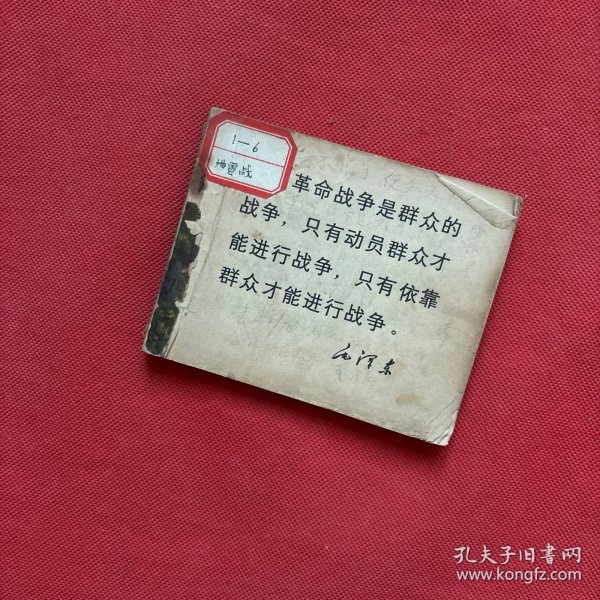 1—6
地雷战
革命战争是群众的
战争，只有动员群众才
能进行战争，只有依靠
群众才能进行战争。
毛泽东
孔夫子旧书网
www.kongfz.com